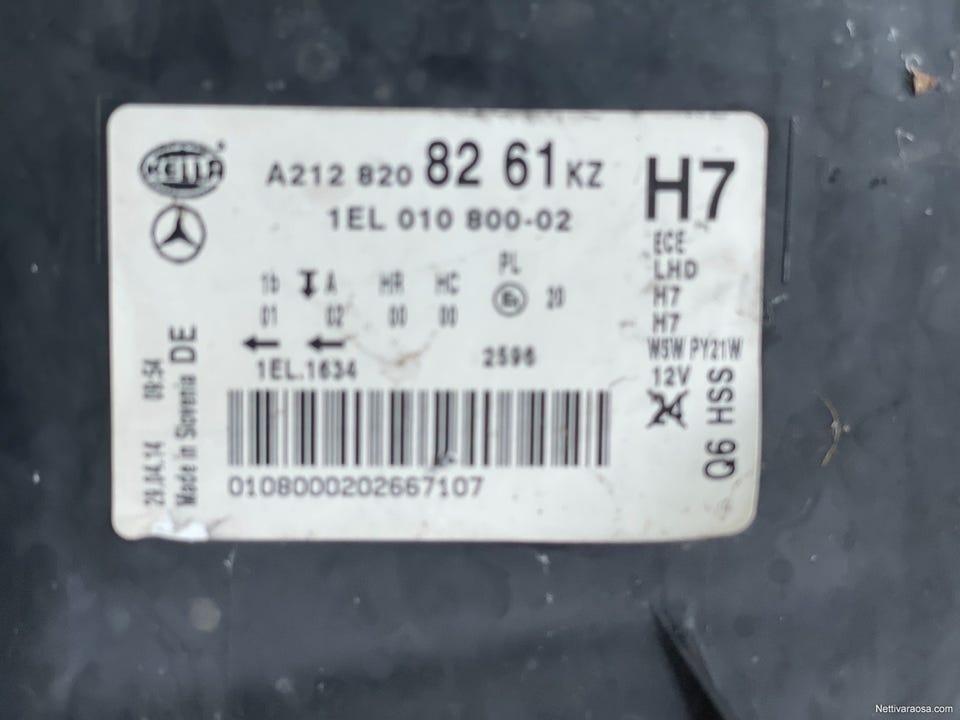 HELLA
A212 820 82 61 KZ
1EL 010 800-02
H7
ECE
LHD
H7
H7
W5W PY21W
12V
24
Q6 HSS
1b A HR HC PL
01 02 00 00 20
1EL.1634
2596
0108000202667107
29.04.14 09:54
Made in Slovenia DE
Nettivaraosa.com